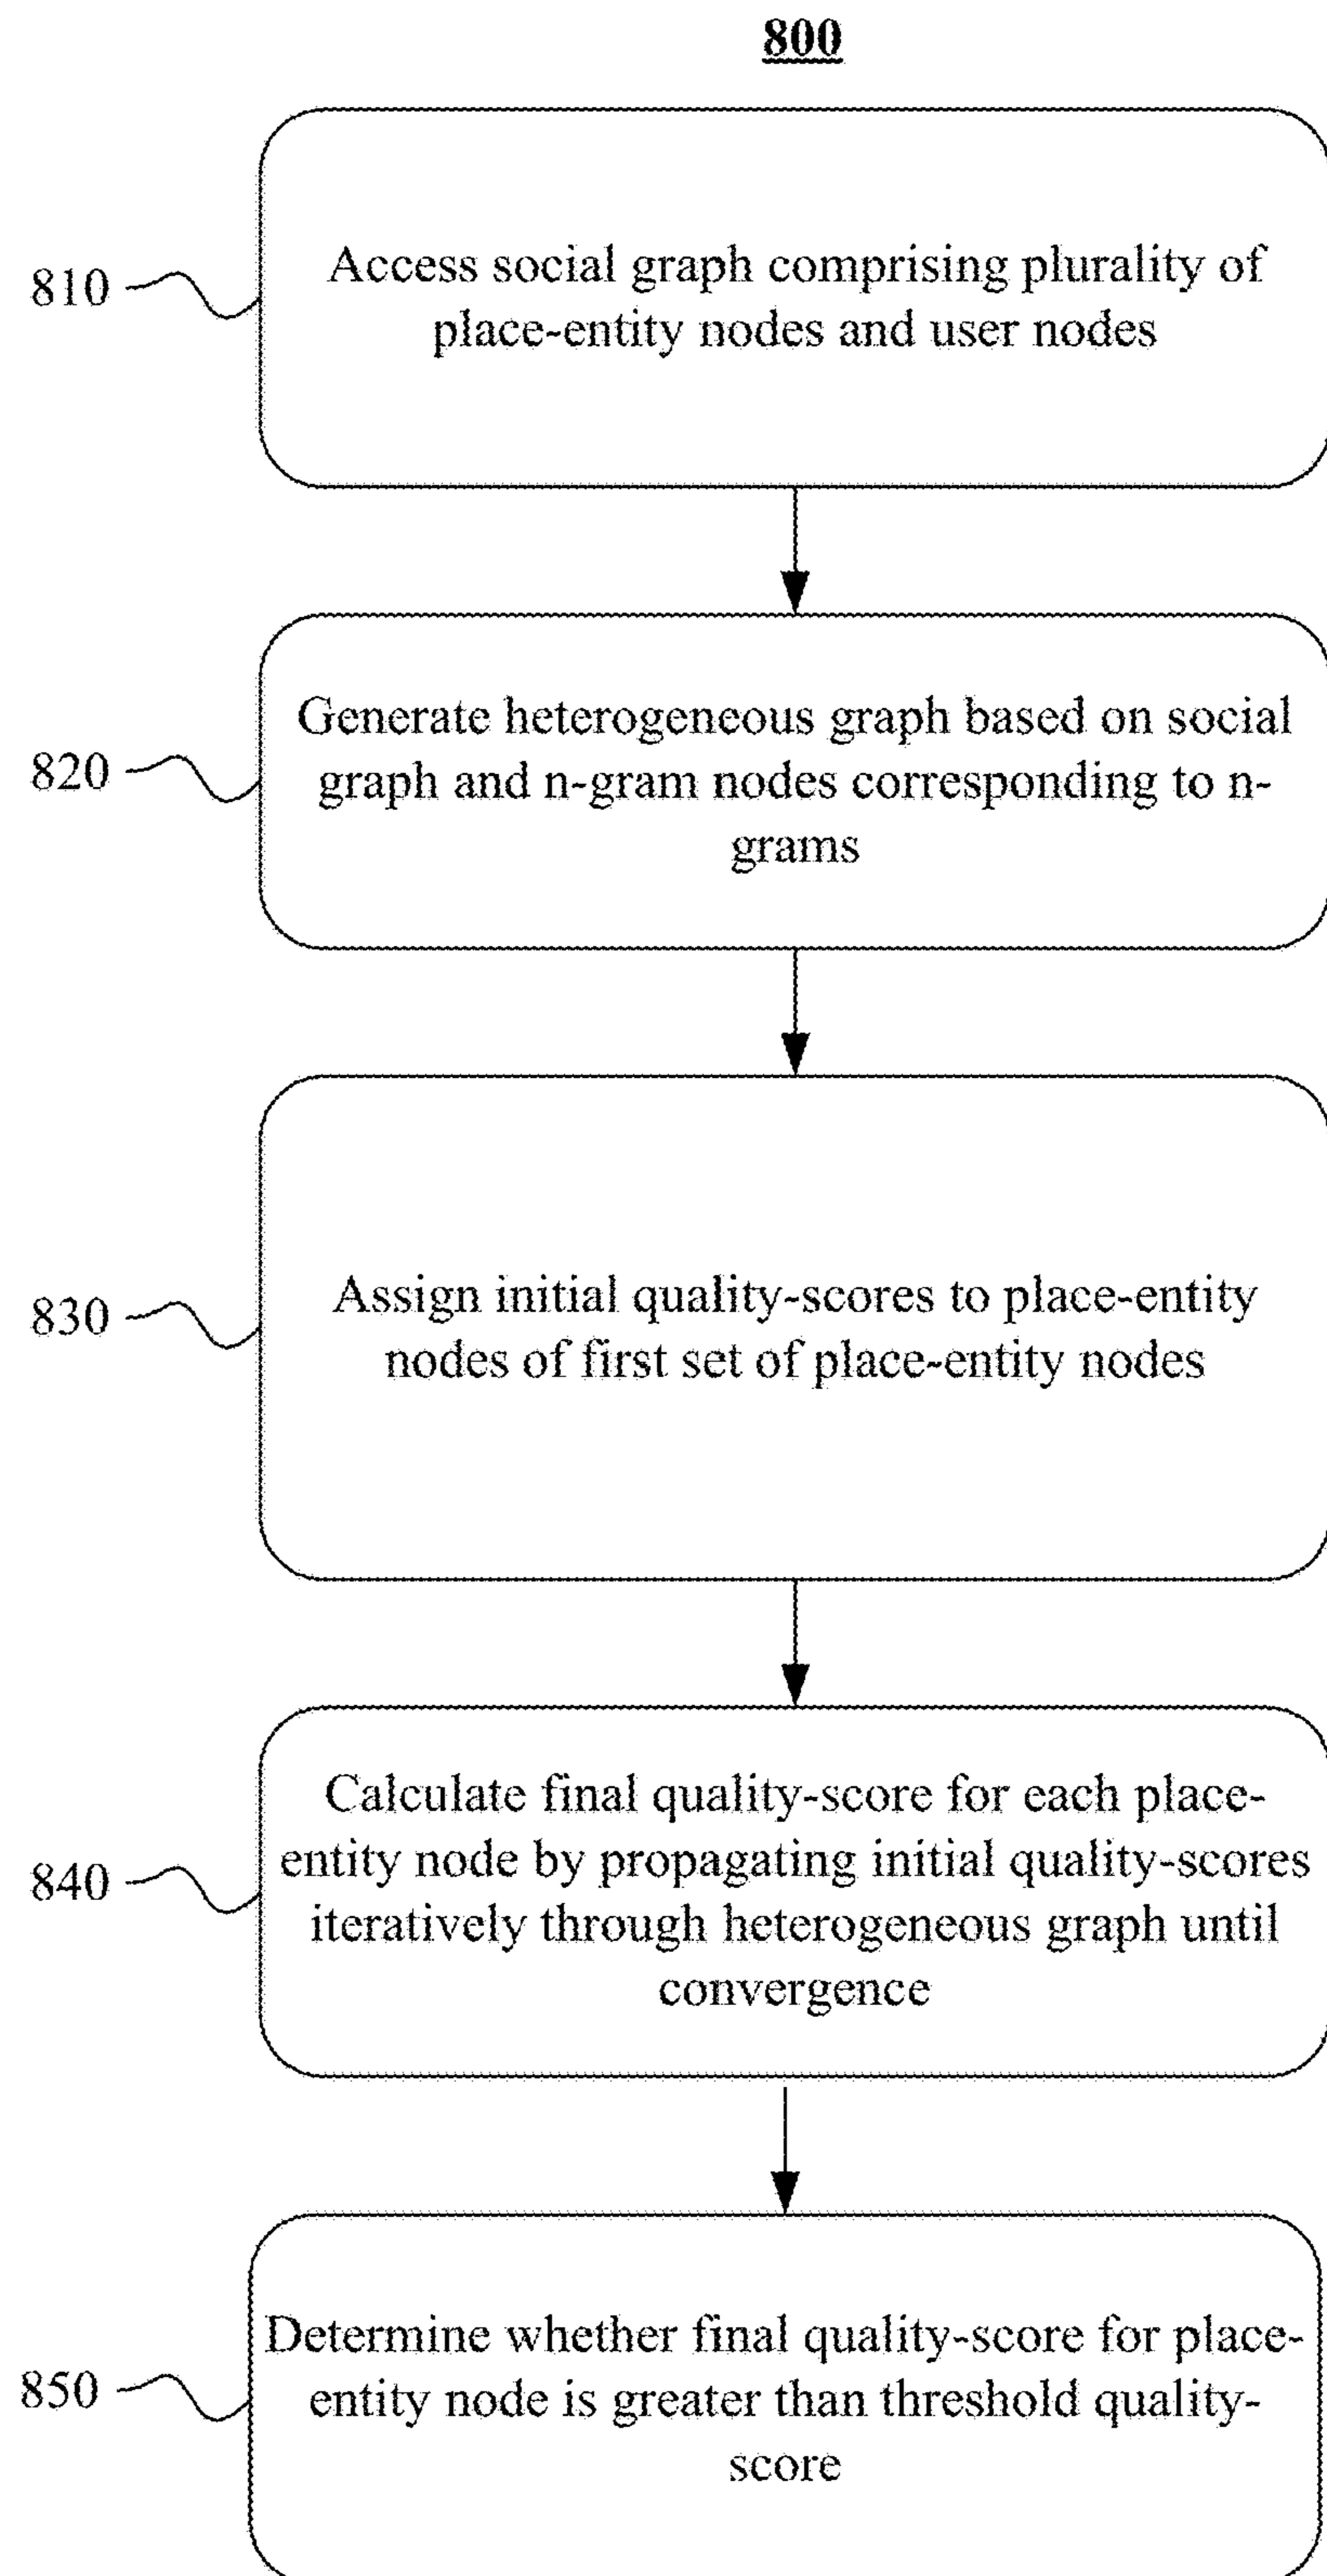 800
810
Access social graph comprising plurality of
place-entity nodes and user nodes
820
Generate heterogeneous graph based on social
graph and n-gram nodes corresponding to n-
grams
830
Assign initial quality-scores to place-entity
nodes of first set of place-entity nodes
840
Calculate final quality-score for each place-
entity node by propagating initial quality-scores
iteratively through heterogeneous graph until
convergence
850
Determine whether final quality-score for place-
entity node is greater than threshold quality-
score